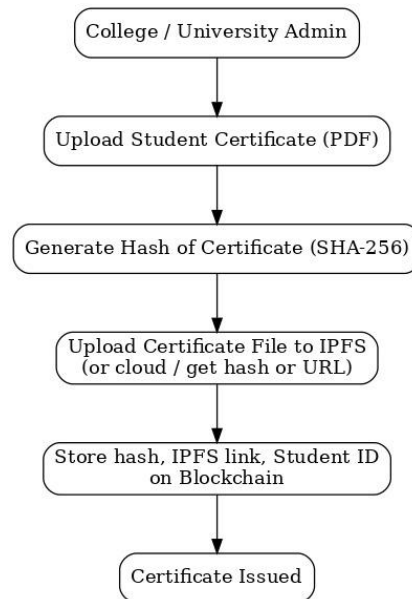 College / University Admin
Upload Student Certificate (PDF)
Generate Hash of Certificate (SHA-256)
Upload Certificate File to IPFS
(or cloud / get hash or URL)
Store hash, IPFS link, Student ID
on Blockchain
Certificate Issued